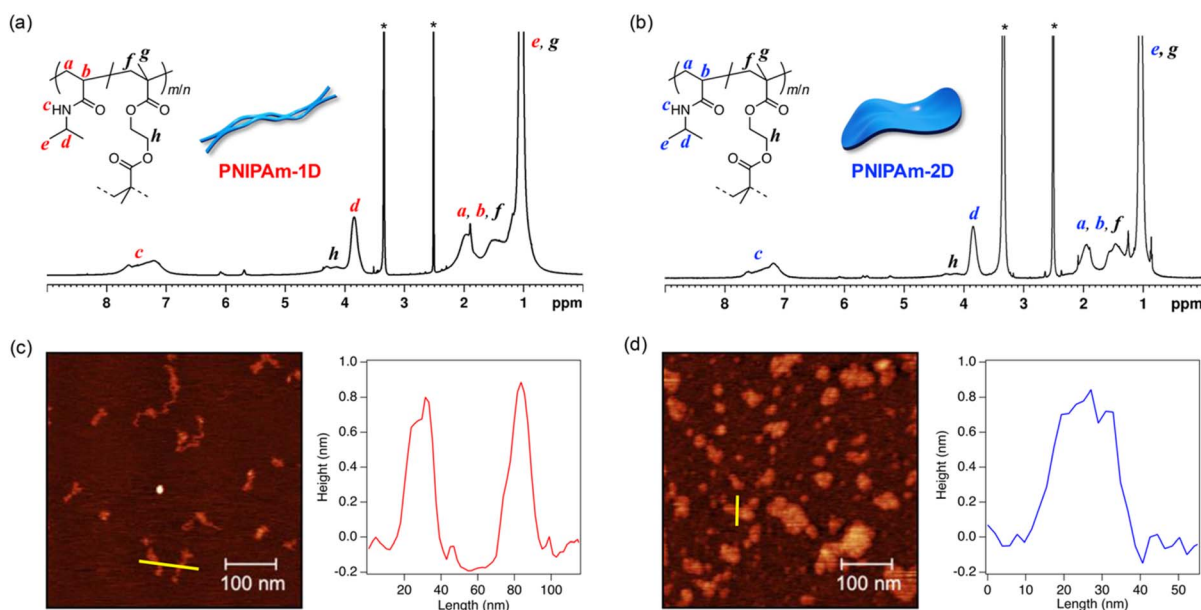 (a)
a
b
f
g
m/n
c
HN
O
O
O
h
e
d
O
O
PNIPAm-1D
*
*
e, g
d
a, b, f
c
h
8
7
6
5
4
3
2
1
ppm
(b)
a
b
f
g
m/n
c
HN
O
O
O
h
e
d
O
O
PNIPAm-2D
*
*
e, g
d
a, b, f
c
h
8
7
6
5
4
3
2
1
ppm
(c)
100 nm
Height (nm)
1.0
0.8
0.6
0.4
0.2
0.0
-0.2
20
40
60
80
100
Length (nm)
(d)
100 nm
Height (nm)
1.0
0.8
0.6
0.4
0.2
0.0
-0.2
0
10
20
30
40
50
Length (nm)